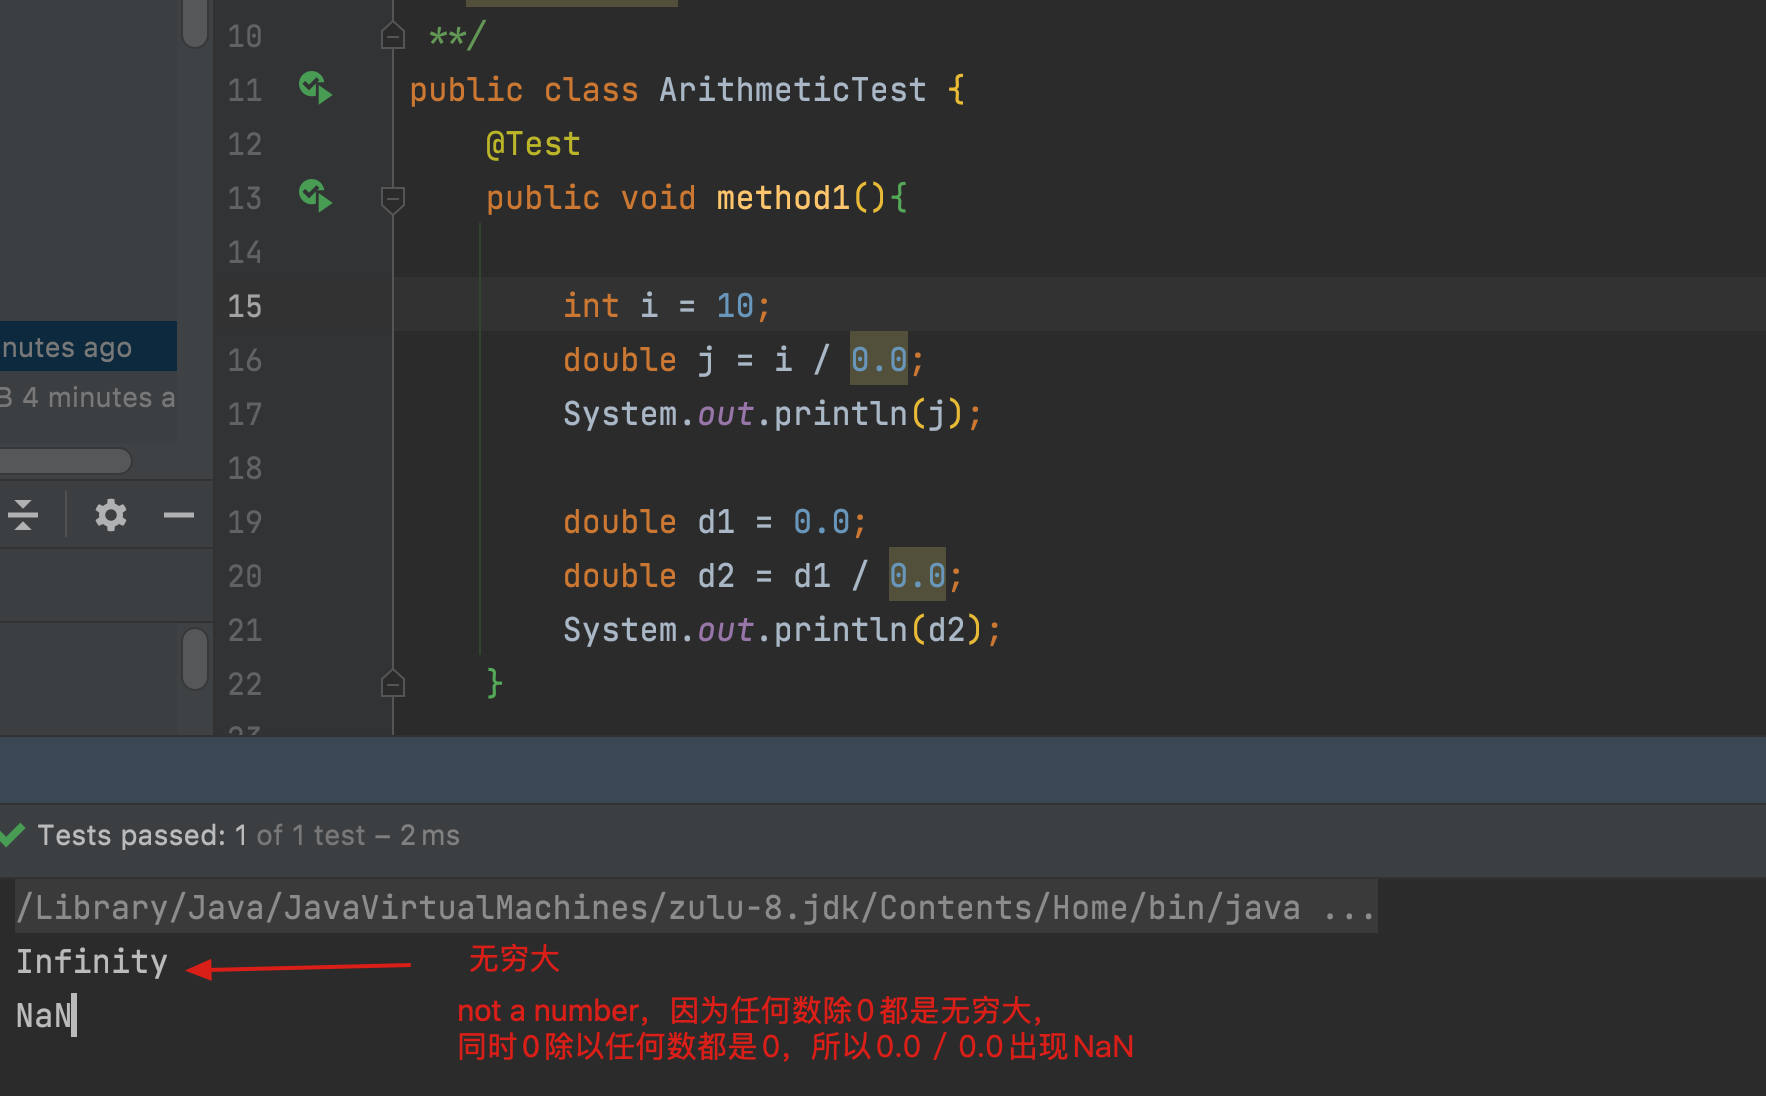 10 **/
11 public class ArithmeticTest {
12 @Test
13 public void method1(){
14
15 int i = 10;
nutes ago
16 double j = i / 0.0;
B 4 minutes a
17 System.out.println(j);
18
19 double d1 = 0.0;
20 double d2 = d1 / 0.0;
21 System.out.println(d2);
22 }
23
Tests passed: 1 of 1 test – 2 ms
/Library/Java/JavaVirtualMachines/zulu-8.jdk/Contents/Home/bin/java ...
Infinity 无穷大
NaN not a number，因为任何数除0都是无穷大，
同时0除以任何数都是0，所以0.0 / 0.0出现NaN